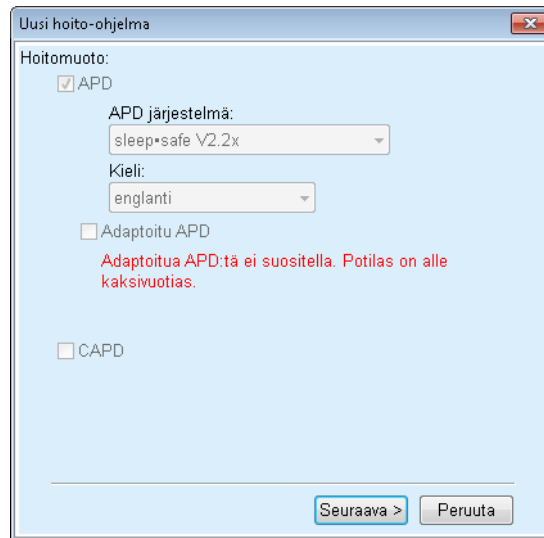 Uusi hoito-ohjelma
Hoitomuoto:
APD
APD järjestelmä:
sleep•safe V2.2x
Kieli:
englanti
Adaptoitu APD
Adaptoitua APD:tä ei suositella. Potilas on alle
kaksivuotias.
CAPD
Seuraava > Peruuta